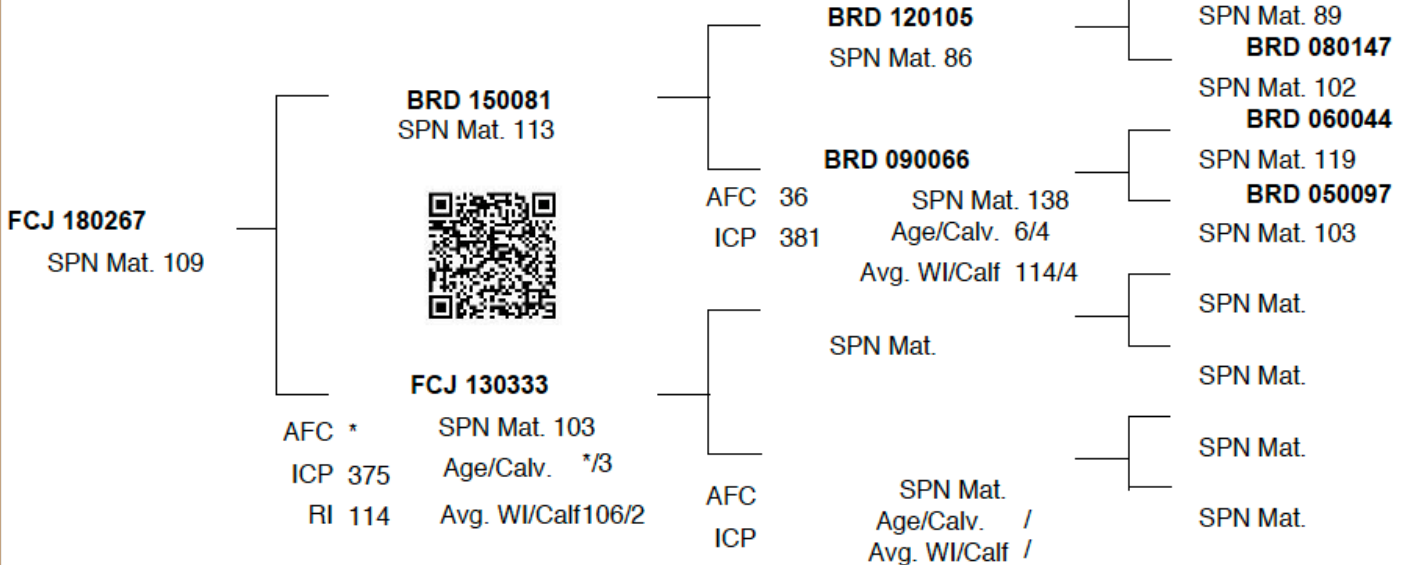 FCJ 180267
SPN Mat. 109
BRD 150081
SPN Mat. 113
FCJ 130333
AFC * SPN Mat. 103
ICP 375 Age/Calv. */3
RI 114 Avg. WI/Calf106/2
BRD 120105
SPN Mat. 86
BRD 090066
AFC 36 SPN Mat. 138
ICP 381 Age/Calv. 6/4
Avg. WI/Calf 114/4
SPN Mat.
AFC SPN Mat.
ICP Age/Calv. /
Avg. WI/Calf /
SPN Mat. 89
BRD 080147
SPN Mat. 102
BRD 060044
SPN Mat. 119
BRD 050097
SPN Mat. 103
SPN Mat.
SPN Mat.
SPN Mat.
SPN Mat.